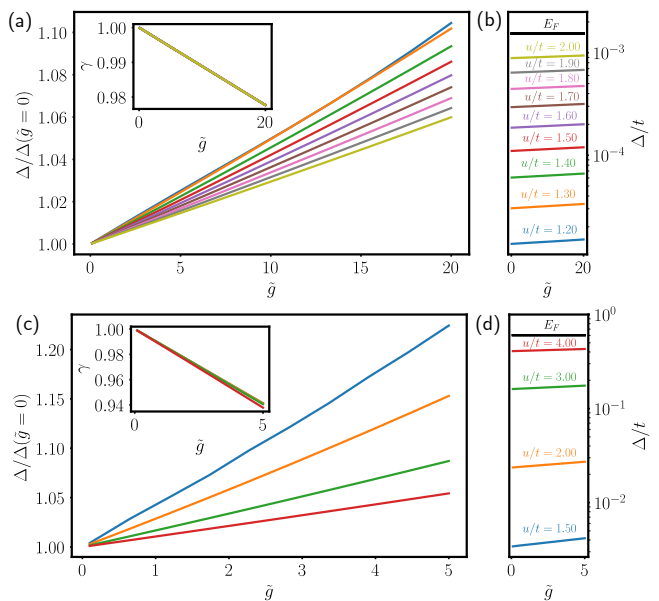 (a)
Δ/Δ(g̃ = 0)
1.10
1.08
1.06
1.04
1.02
1.00
0 5 10 15 20
g̃
γ
1.00
0.99
0.98
0 20
g̃
(b)
E_F
u/t = 2.00
u/t = 1.90
u/t = 1.80
u/t = 1.70
u/t = 1.60
u/t = 1.50
u/t = 1.40
u/t = 1.30
u/t = 1.20
10⁻³
10⁻⁴
Δ/t
0 20
g̃
(c)
Δ/Δ(g̃ = 0)
1.20
1.15
1.10
1.05
1.00
0 1 2 3 4 5
g̃
γ
1.00
0.98
0.96
0.94
0 5
g̃
(d)
E_F
u/t = 4.00
u/t = 3.00
u/t = 2.00
u/t = 1.50
10⁰
10⁻¹
10⁻²
Δ/t
0 5
g̃